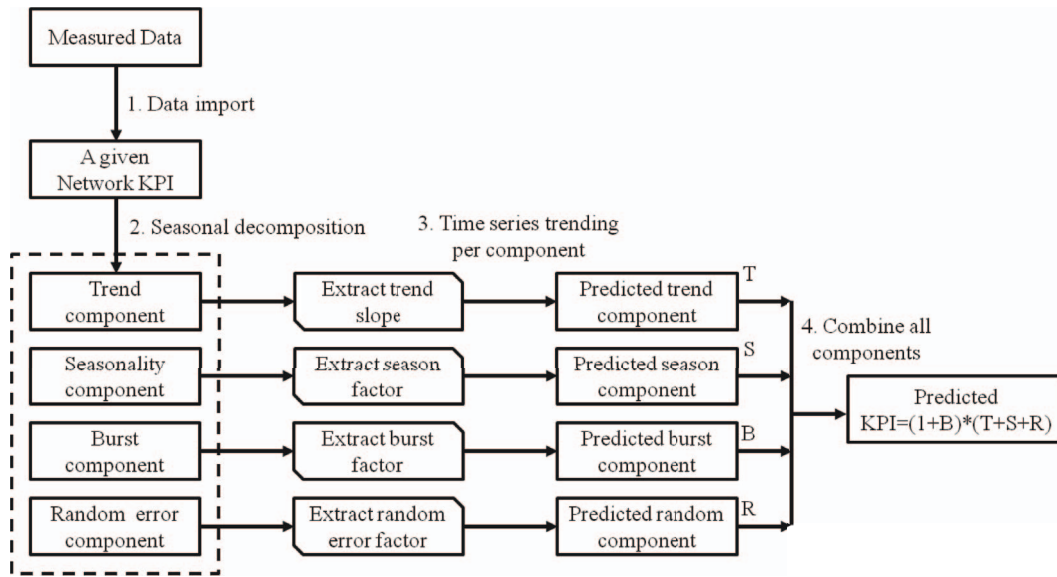 Measured Data
1. Data import
A given
Network KPI
2. Seasonal decomposition
3. Time series trending
per component
Trend
component
Extract trend
slope
Predicted trend
component
T
4. Combine all
components
Seasonality
component
Extract season
factor
Predicted season
component
S
Predicted
KPI=(1+B)*(T+S+R)
Burst
component
Extract burst
factor
Predicted burst
component
B
Random error
component
Extract random
error factor
Predicted random
component
R